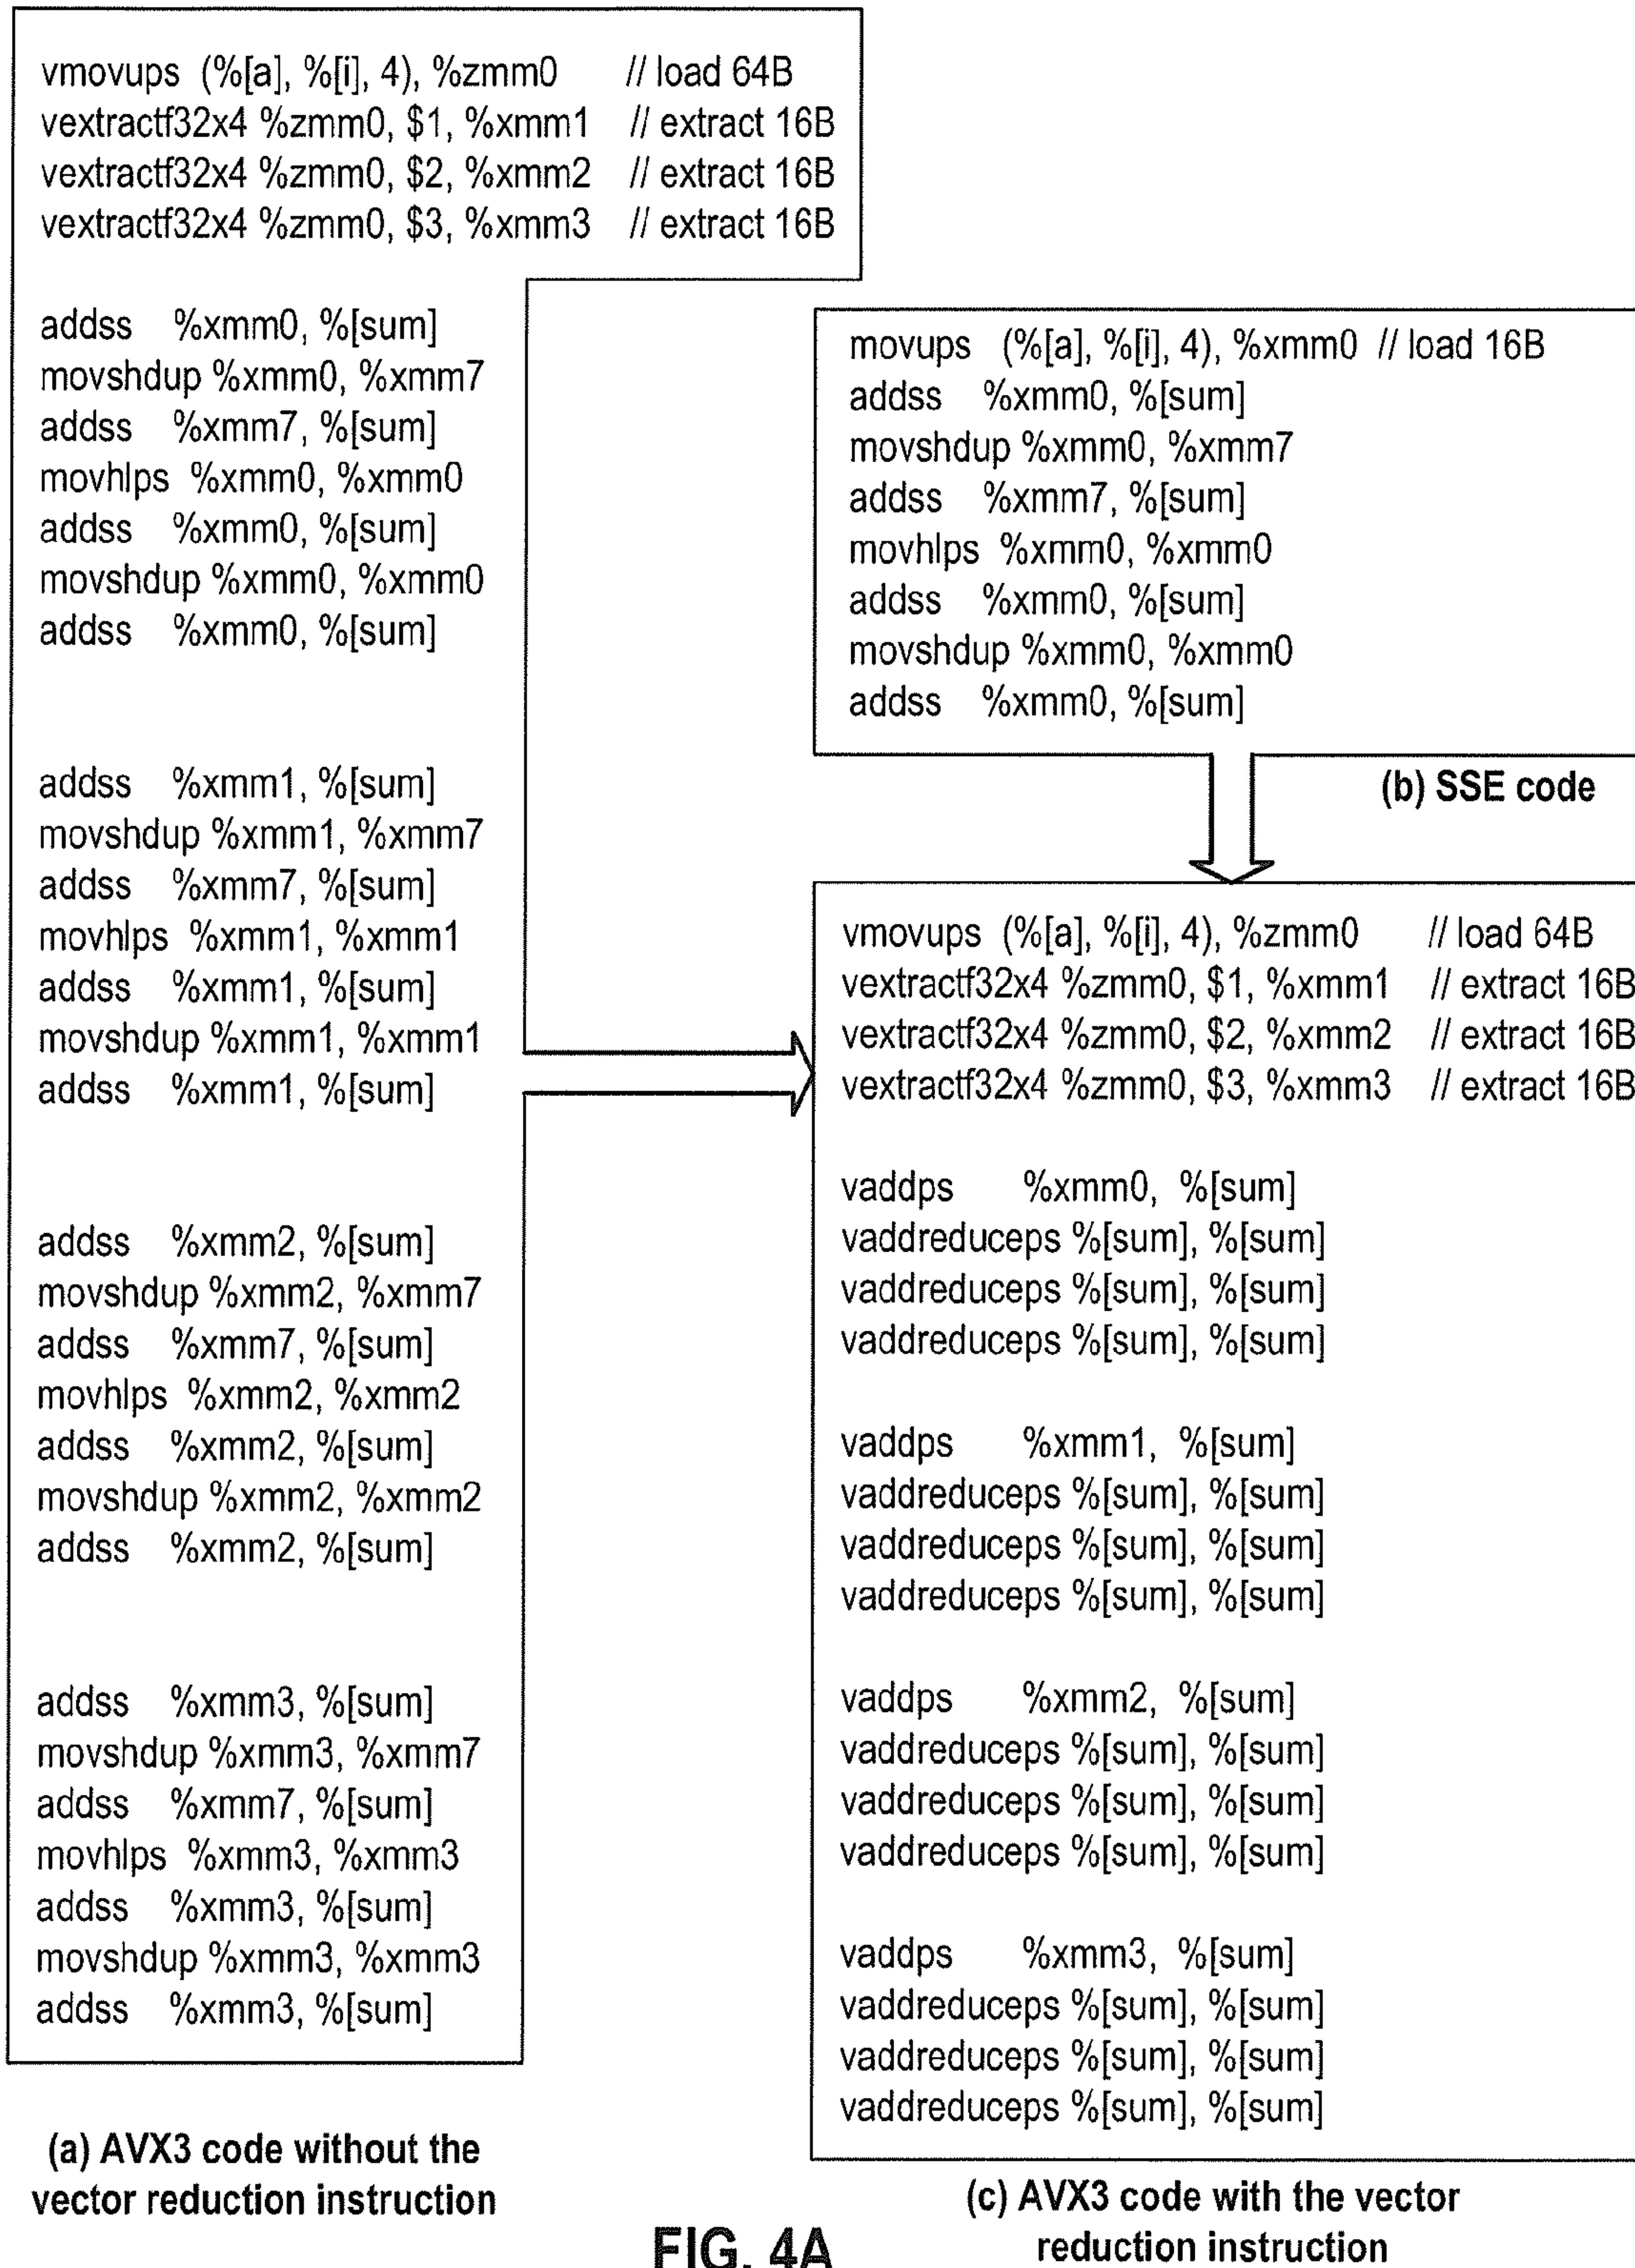 vmovups (%[a], %[i], 4), %zmm0 // load 64B
vextractf32x4 %zmm0, $1, %xmm1 // extract 16B
vextractf32x4 %zmm0, $2, %xmm2 // extract 16B
vextractf32x4 %zmm0, $3, %xmm3 // extract 16B
addss %xmm0, %[sum]
movshdup %xmm0, %xmm7
addss %xmm7, %[sum]
movhlps %xmm0, %xmm0
addss %xmm0, %[sum]
movshdup %xmm0, %xmm0
addss %xmm0, %[sum]
addss %xmm1, %[sum]
movshdup %xmm1, %xmm7
addss %xmm7, %[sum]
movhlps %xmm1, %xmm1
addss %xmm1, %[sum]
movshdup %xmm1, %xmm1
addss %xmm1, %[sum]
addss %xmm2, %[sum]
movshdup %xmm2, %xmm7
addss %xmm7, %[sum]
movhlps %xmm2, %xmm2
addss %xmm2, %[sum]
movshdup %xmm2, %xmm2
addss %xmm2, %[sum]
addss %xmm3, %[sum]
movshdup %xmm3, %xmm7
addss %xmm7, %[sum]
movhlps %xmm3, %xmm3
addss %xmm3, %[sum]
movshdup %xmm3, %xmm3
addss %xmm3, %[sum]
(a) AVX3 code without the
vector reduction instruction
movups (%[a], %[i], 4), %xmm0 // load 16B
addss %xmm0, %[sum]
movshdup %xmm0, %xmm7
addss %xmm7, %[sum]
movhlps %xmm0, %xmm0
addss %xmm0, %[sum]
movshdup %xmm0, %xmm0
addss %xmm0, %[sum]
(b) SSE code
vmovups (%[a], %[i], 4), %zmm0 // load 64B
vextractf32x4 %zmm0, $1, %xmm1 // extract 16B
vextractf32x4 %zmm0, $2, %xmm2 // extract 16B
vextractf32x4 %zmm0, $3, %xmm3 // extract 16B
vaddps %xmm0, %[sum]
vaddreduceps %[sum], %[sum]
vaddreduceps %[sum], %[sum]
vaddreduceps %[sum], %[sum]
vaddps %xmm1, %[sum]
vaddreduceps %[sum], %[sum]
vaddreduceps %[sum], %[sum]
vaddreduceps %[sum], %[sum]
vaddps %xmm2, %[sum]
vaddreduceps %[sum], %[sum]
vaddreduceps %[sum], %[sum]
vaddreduceps %[sum], %[sum]
vaddps %xmm3, %[sum]
vaddreduceps %[sum], %[sum]
vaddreduceps %[sum], %[sum]
vaddreduceps %[sum], %[sum]
(c) AVX3 code with the vector
reduction instruction
FIG. 4A